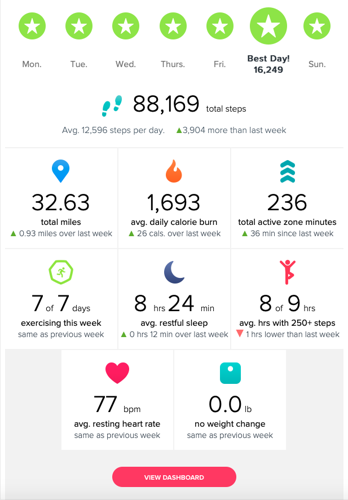 Mon. Tue. Wed. Thurs. Fri. Best Day! Sun.
16,249
88,169 total steps
Avg. 12,596 steps per day. ▲3,904 more than last week
32.63 1,693 236
total miles avg. daily calorie burn total active zone minutes
▲ 0.93 miles over last week ▲ 26 cals. over last week ▲ 36 min since last week
7 of 7 days 8 hrs 24 min 8 of 9 hrs
exercising this week avg. restful sleep avg. hrs with 250+ steps
same as previous week ▲ 0 hrs 12 min over last week ▼ 1 hrs lower than last week
77 bpm 0.0 lb
avg. resting heart rate no weight change
same as previous week same as previous week
VIEW DASHBOARD